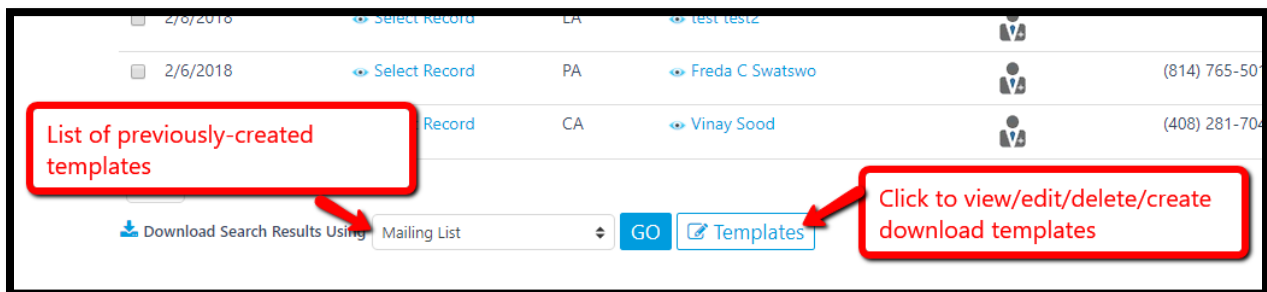 2/8/2018 Select Record LA test test2
2/6/2018 Select Record PA Freda C Swatswo (814) 765-501
Record CA Vinay Sood (408) 281-704
List of previously-created
templates
Click to view/edit/delete/create
download templates
Download Search Results Using Mailing List GO Templates